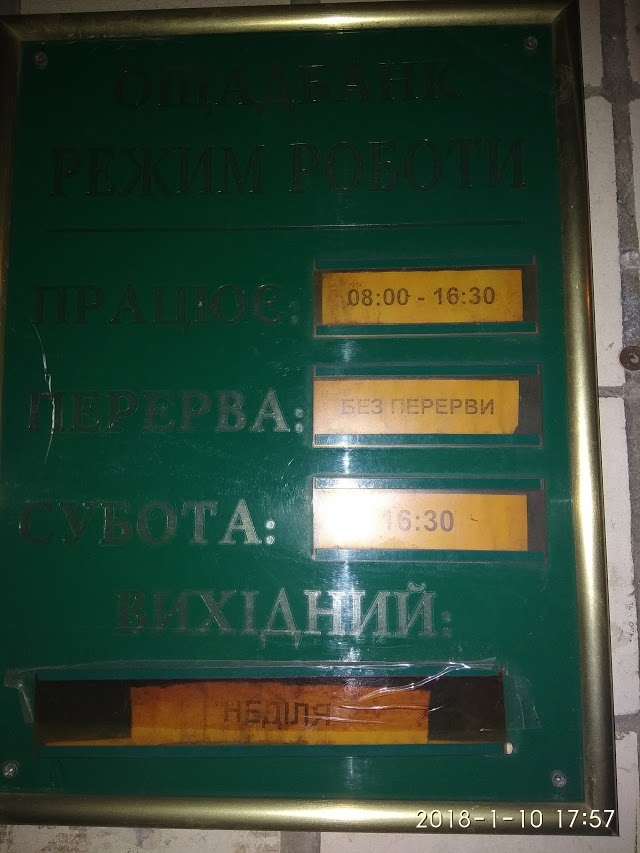 ОЩАДБАНК
РЕЖИМ РОБОТИ
ПРАЦЮЄ: 08:00 - 16:30
ПЕРЕРВА: БЕЗ ПЕРЕРВИ
СУБОТА: 16:30
ВИХІДНИЙ:
НЕДІЛЯ
2018-1-10 17:57